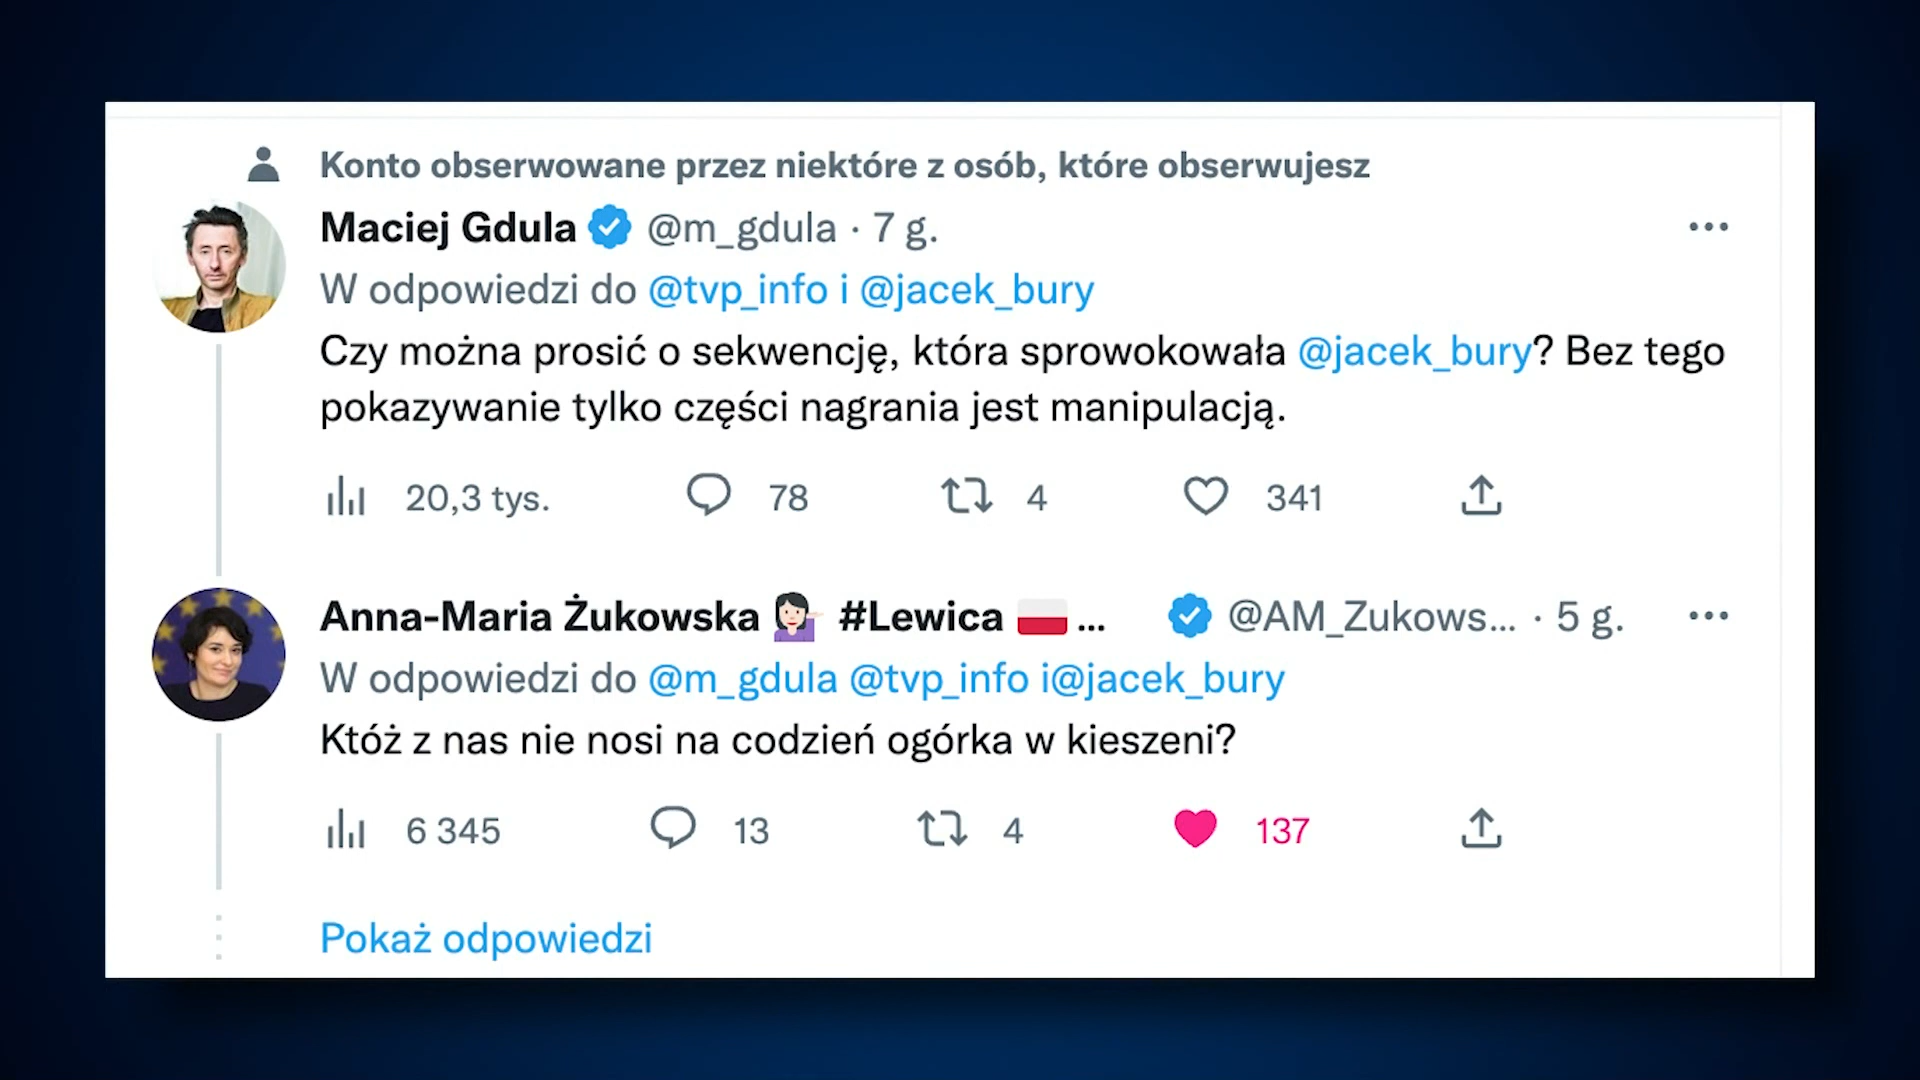 Konto obserwowane przez niektóre z osób, które obserwujesz
Maciej Gdula @m_gdula · 7 g.
W odpowiedzi do @tvp_info i @jacek_bury
Czy można prosić o sekwencję, która sprowokowała @jacek_bury? Bez tego
pokazywanie tylko części nagrania jest manipulacją.
20,3 tys. 78 4 341
Anna-Maria Żukowska 💁🏻‍♀️ #Lewica 🇵🇱 ... @AM_Zukows... · 5 g.
W odpowiedzi do @m_gdula @tvp_info i@jacek_bury
Któż z nas nie nosi na codzień ogórka w kieszeni?
6 345 13 4 137
Pokaż odpowiedzi